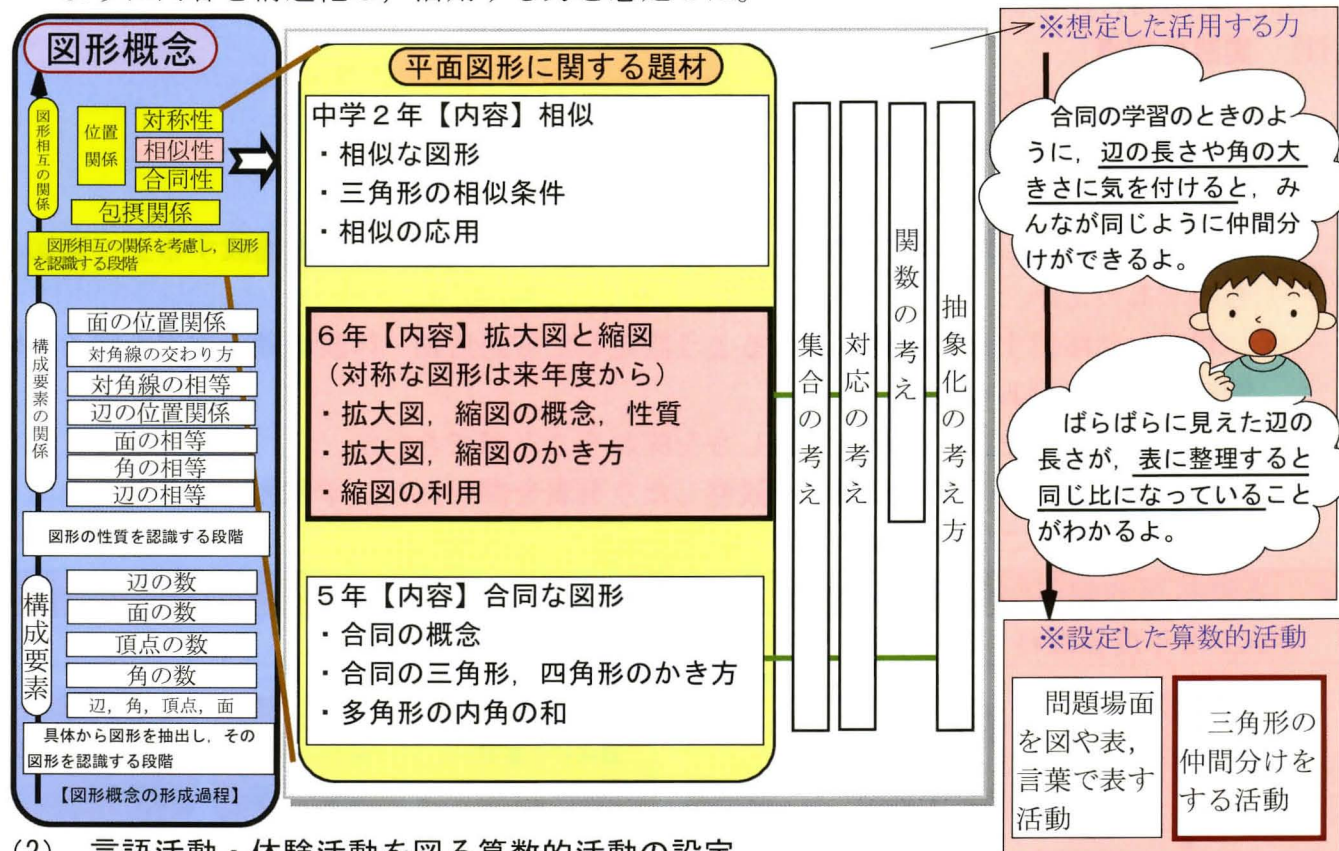 図形概念
図形相互の関係
位置
関係
対称性
相似性
合同性
包摂関係
図形相互の関係を考慮し，図形
を認識する段階
構成要素の関係
面の位置関係
対角線の交わり方
対角線の相等
辺の位置関係
面の相等
角の相等
辺の相等
図形の性質を認識する段階
構成要素
辺の数
面の数
頂点の数
角の数
辺，角，頂点，面
具体から図形を抽出し，その
図形を認識する段階
【図形概念の形成過程】
平面図形に関する題材
中学２年【内容】相似
・相似な図形
・三角形の相似条件
・相似の応用
６年【内容】拡大図と縮図
（対称な図形は来年度から）
・拡大図，縮図の概念，性質
・拡大図，縮図のかき方
・縮図の利用
５年【内容】合同な図形
・合同の概念
・合同の三角形，四角形のかき方
・多角形の内角の和
集合の考え
対応の考え
関数の考え
抽象化の考え方
※想定した活用する力
合同の学習のときのよ
うに，辺の長さや角の大
きさに気を付けると，み
んなが同じように仲間分
けができるよ。
ばらばらに見えた辺の
長さが，表に整理すると
同じ比になっていること
がわかるよ。
※設定した算数的活動
問題場面
を図や表，
言葉で表す
活動
三角形の
仲間分けを
する活動
(2) 言語活動・体験活動を図る算数的活動の設定